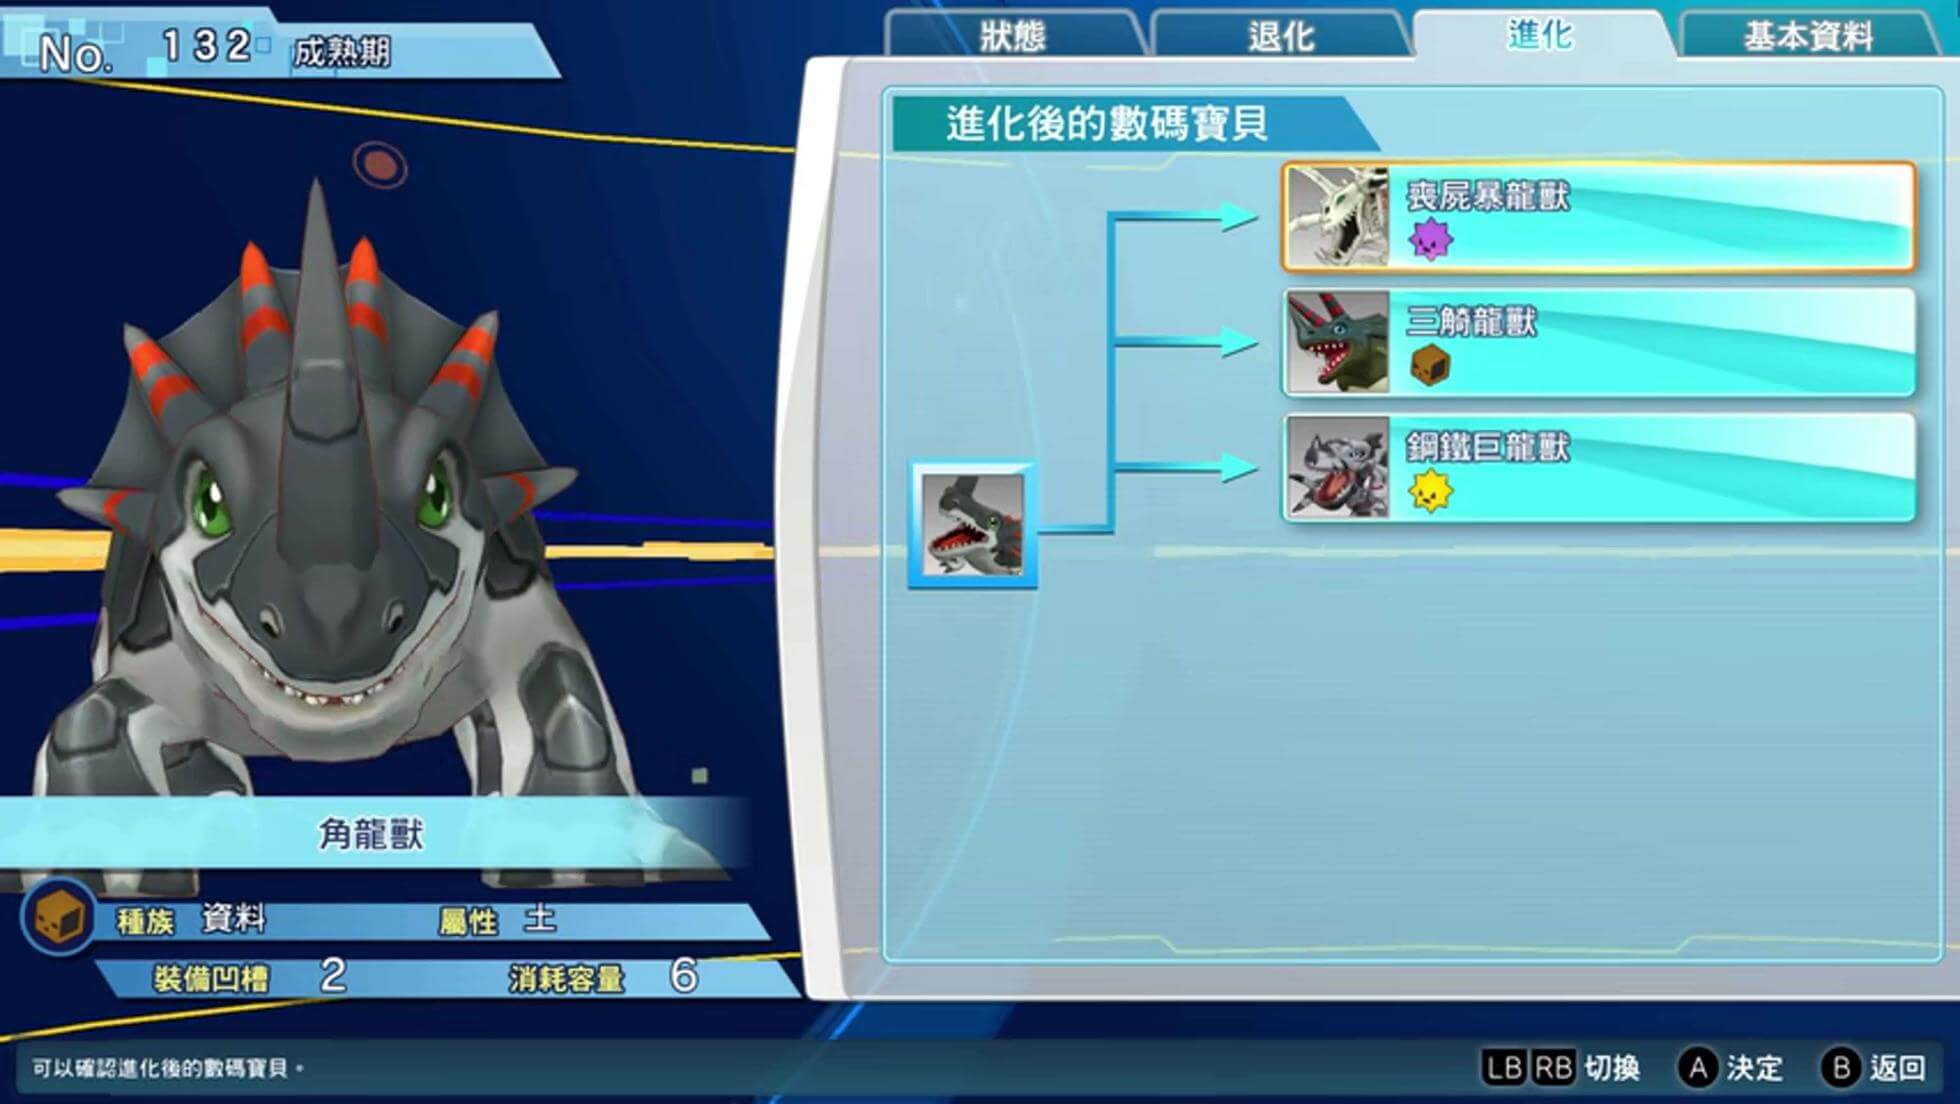 No. 132 成熟期
狀態
退化
進化
基本資料
進化後的數碼寶貝
喪屍暴龍獸
三觭龍獸
鋼鐵巨龍獸
角龍獸
種族 資料 屬性 土
裝備凹槽 2 消耗容量 6
可以確認進化後的數碼寶貝。
LB RB 切換 A 決定 B 返回